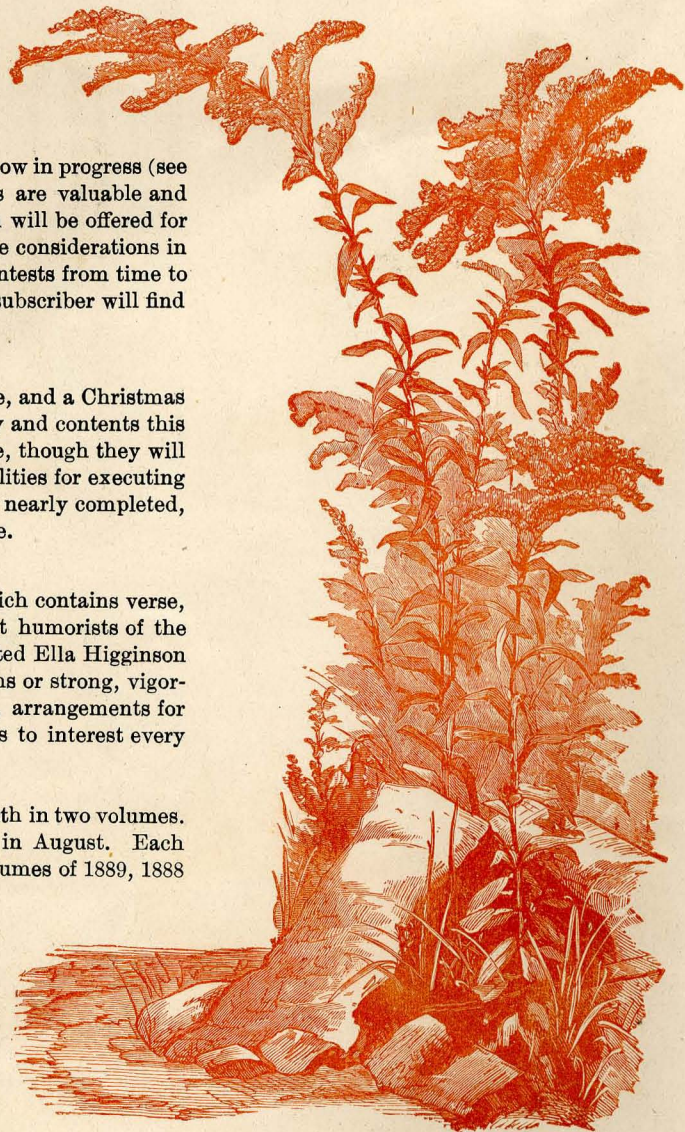 ow in progress (see
s are valuable and
will be offered for
e considerations in
ntests from time to
subscriber will find
e, and a Christmas
y and contents this
e, though they will
lities for executing
nearly completed,
e.
ich contains verse,
t humorists of the
ted Ella Higginson
ns or strong, vigor-
arrangements for
s to interest every
th in two volumes.
in August. Each
umes of 1889, 1888